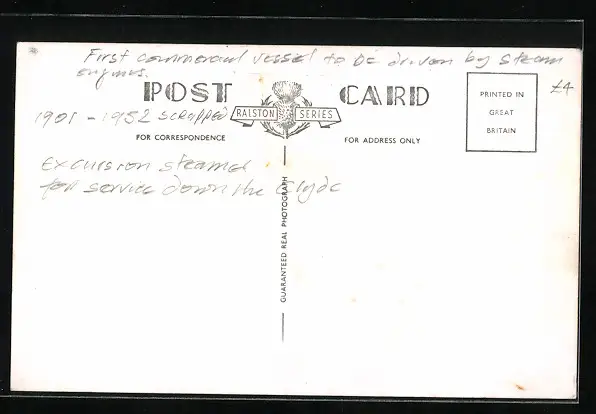 First commercial vessel to be driven by steam
engines.
POST CARD
RALSTON SERIES
1901 - 1952 scrapped
FOR CORRESPONDENCE
FOR ADDRESS ONLY
PRINTED IN
GREAT
BRITAIN
£4
Excursion steamer
for service down the Clyde
GUARANTEED REAL PHOTOGRAPH